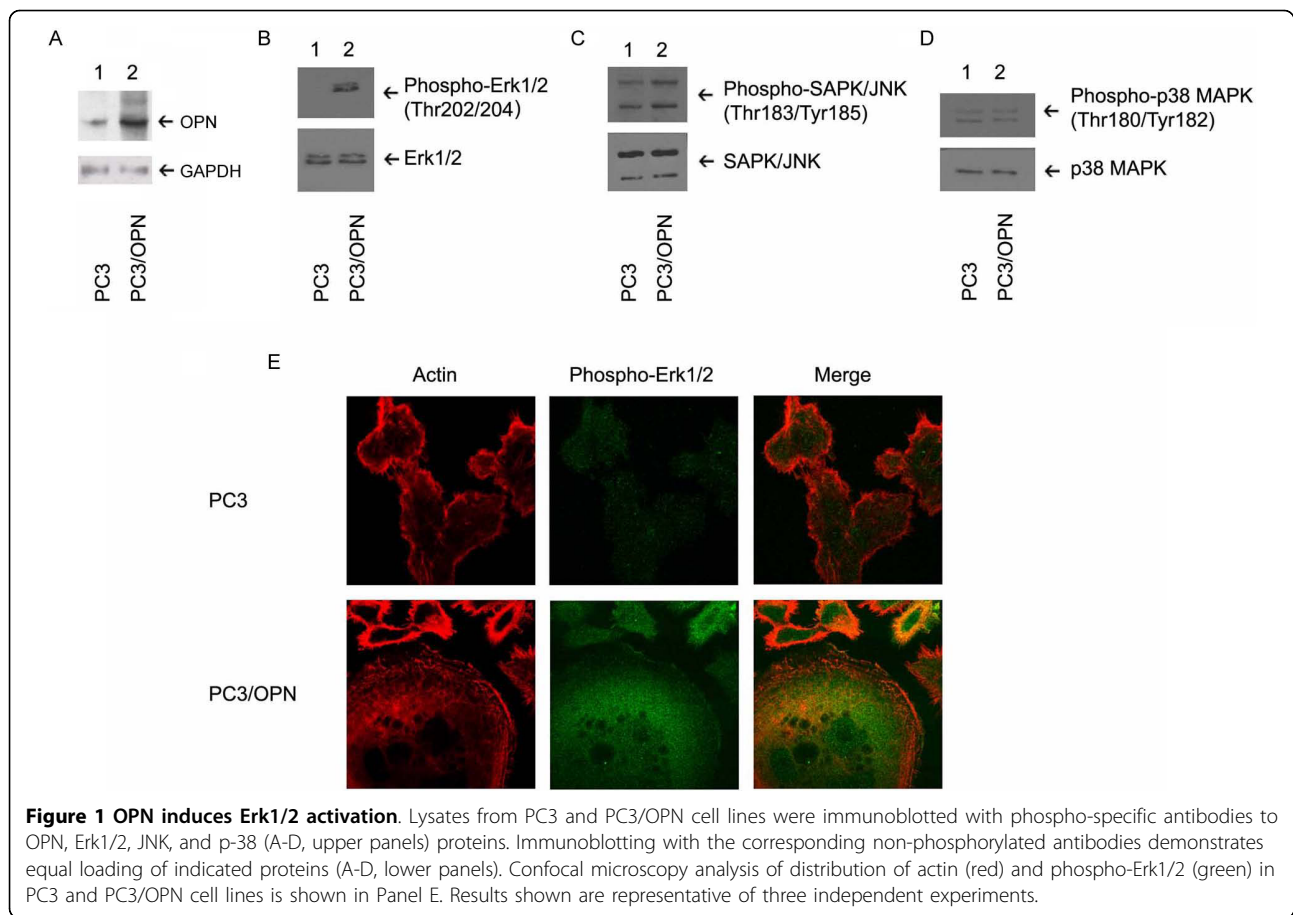 A
B
C
D
1 2
1 2
1 2
1 2
← OPN
← GAPDH
← Phospho-Erk1/2
(Thr202/204)
← Erk1/2
← Phospho-SAPK/JNK
(Thr183/Tyr185)
← SAPK/JNK
← Phospho-p38 MAPK
(Thr180/Tyr182)
← p38 MAPK
PC3
PC3/OPN
PC3
PC3/OPN
PC3
PC3/OPN
PC3
PC3/OPN
E
Actin
Phospho-Erk1/2
Merge
PC3
PC3/OPN
Figure 1 OPN induces Erk1/2 activation. Lysates from PC3 and PC3/OPN cell lines were immunoblotted with phospho-specific antibodies to
OPN, Erk1/2, JNK, and p-38 (A-D, upper panels) proteins. Immunoblotting with the corresponding non-phosphorylated antibodies demonstrates
equal loading of indicated proteins (A-D, lower panels). Confocal microscopy analysis of distribution of actin (red) and phospho-Erk1/2 (green) in
PC3 and PC3/OPN cell lines is shown in Panel E. Results shown are representative of three independent experiments.